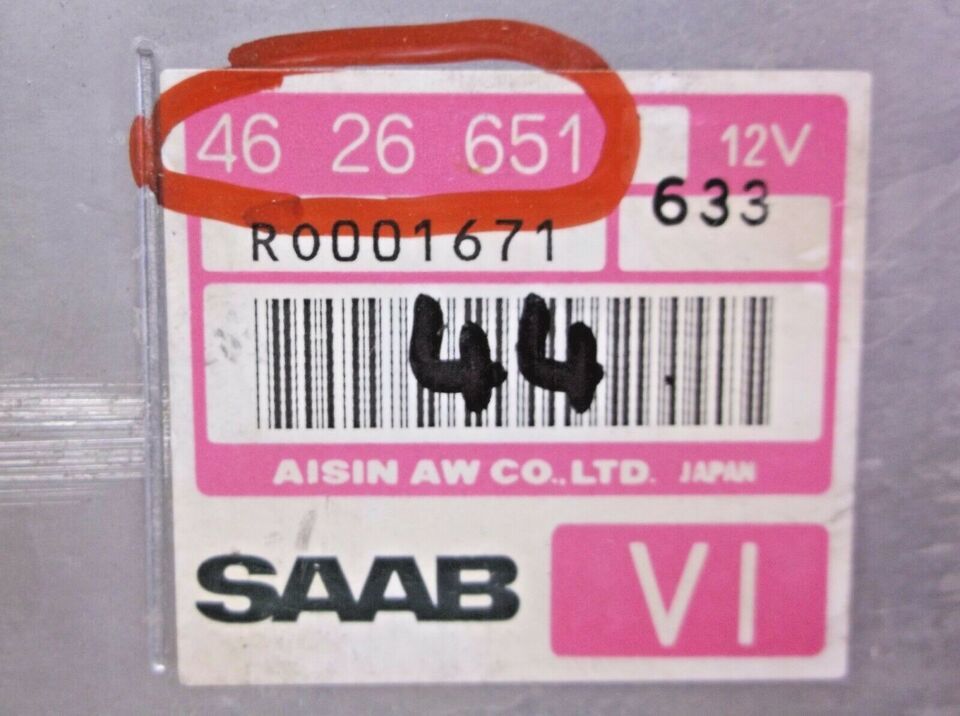 46 26 651 12V
R0001671 633
44
AISIN AW CO.,LTD. JAPAN
SAAB VI